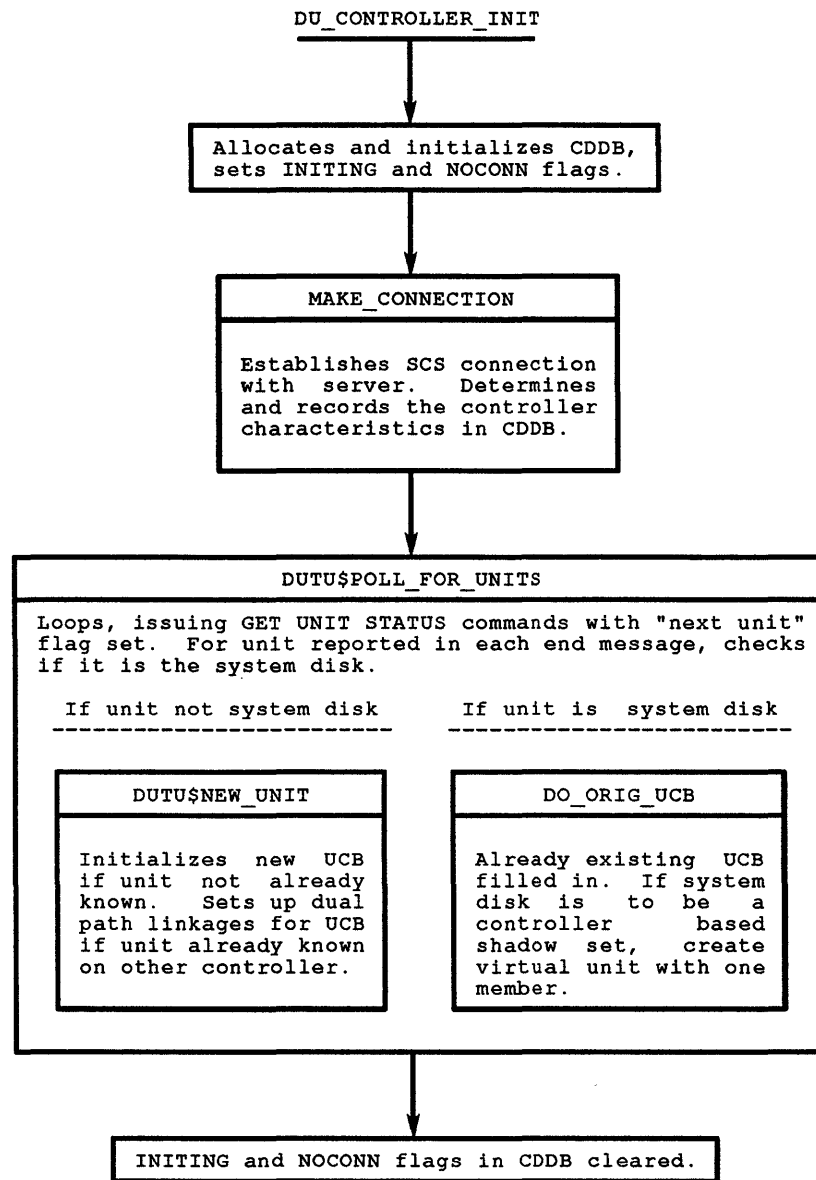 DU_CONTROLLER_INIT
Allocates and initializes CDDB,
sets INITING and NOCONN flags.
MAKE_CONNECTION
Establishes SCS connection
with server. Determines
and records the controller
characteristics in CDDB.
DUTU$POLL_FOR_UNITS
Loops, issuing GET UNIT STATUS commands with "next unit"
flag set. For unit reported in each end message, checks
if it is the system disk.
If unit not system disk
If unit is system disk
DUTU$NEW_UNIT
Initializes new UCB
if unit not already
known. Sets up dual
path linkages for UCB
if unit already known
on other controller.
DO_ORIG_UCB
Already existing UCB
filled in. If system
disk is to be a
controller based
shadow set, create
virtual unit with one
member.
INITING and NOCONN flags in CDDB cleared.